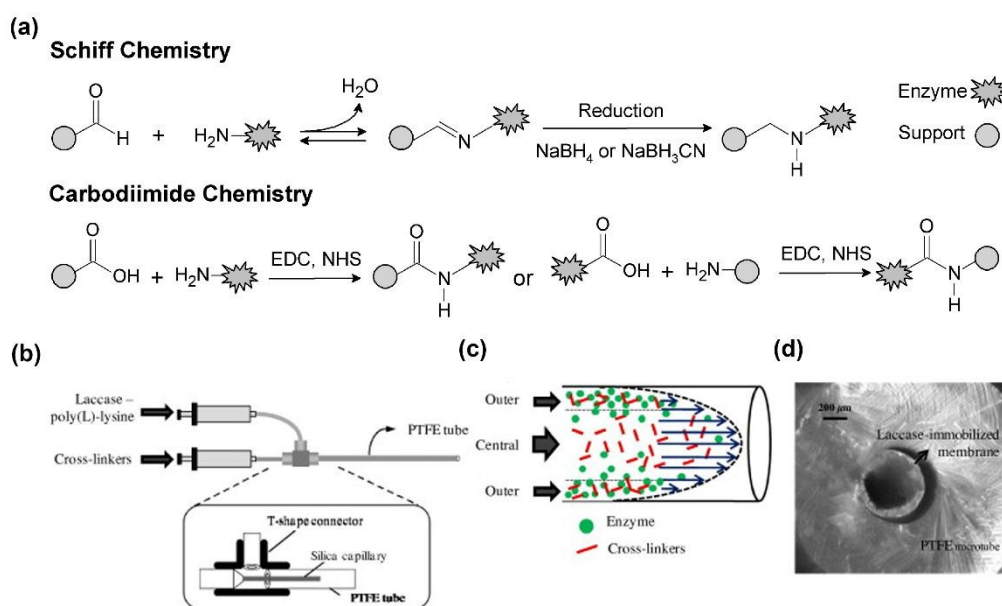 (a)
Schiff Chemistry
O
H
+
H₂N
H₂O
N
Reduction
NaBH₄ or NaBH₃CN
N
H
Enzyme
Support
Carbodiimide Chemistry
O
OH
+
H₂N
EDC, NHS
O
N
H
or
O
OH
+
H₂N
EDC, NHS
O
N
H
(b)
Laccase –
poly(L)-lysine
Cross-linkers
PTFE tube
T-shape connector
Silica capillary
PTFE tube
(c)
Outer
Central
Outer
Enzyme
Cross-linkers
(d)
200 μm
Laccase-immobilized
membrane
PTFE microtube